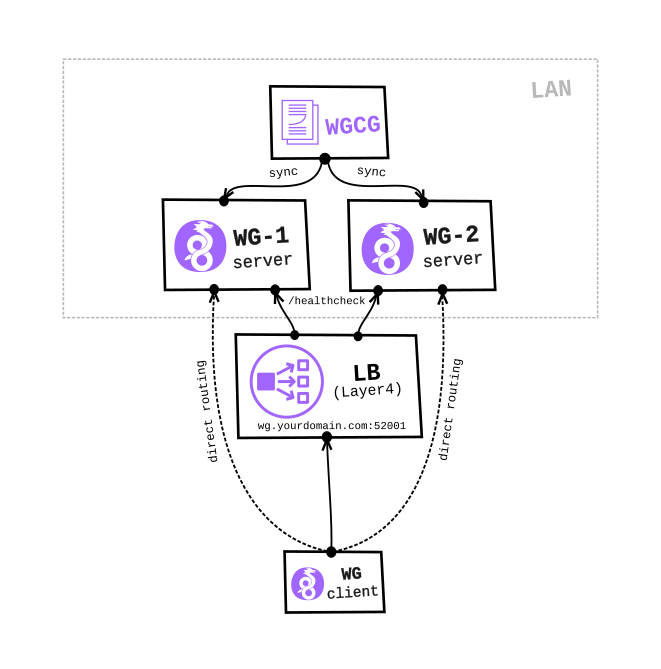 LAN
WGCG
sync
sync
WG-1
server
WG-2
server
/healthcheck
LB
(Layer4)
wg.yourdomain.com:52001
direct routing
direct routing
WG
client